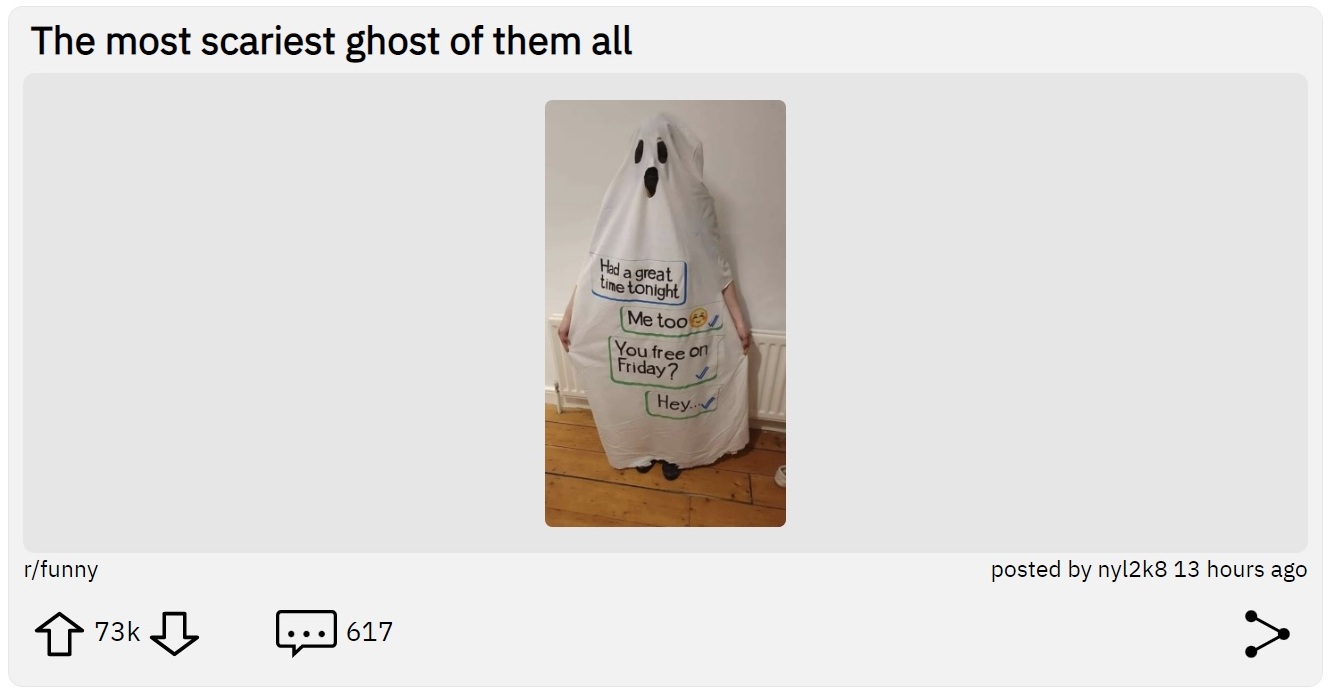 The most scariest ghost of them all
Had a great
time tonight
Me too😊✓
You free on
Friday? ✓
Hey...✓
r/funny
posted by nyl2k8 13 hours ago
73k
617